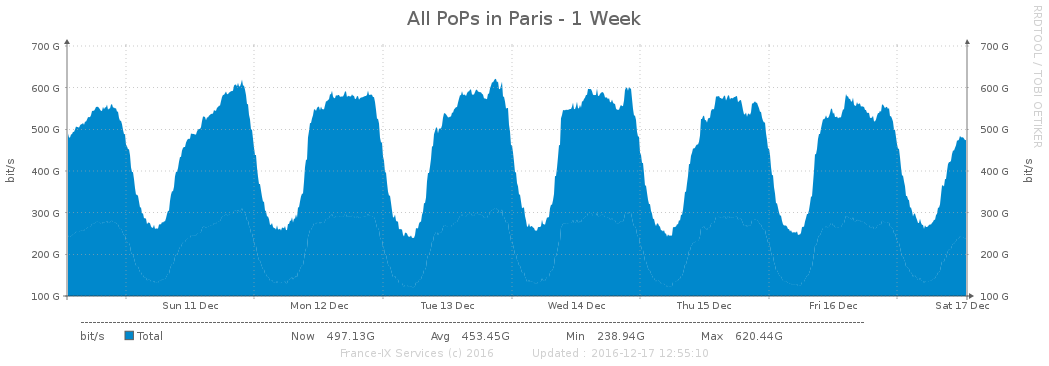 All PoPs in Paris - 1 Week
RRDTOOL / TOBI OETIKER
700 G 700 G
600 G 600 G
500 G 500 G
400 G 400 G
bit/s bit/s
300 G 300 G
200 G 200 G
100 G 100 G
Sun 11 Dec Mon 12 Dec Tue 13 Dec Wed 14 Dec Thu 15 Dec Fri 16 Dec Sat 17 Dec
bit/s Total Now 497.13G Avg 453.45G Min 238.94G Max 620.44G
France-IX Services (c) 2016 Updated : 2016-12-17 12:55:10